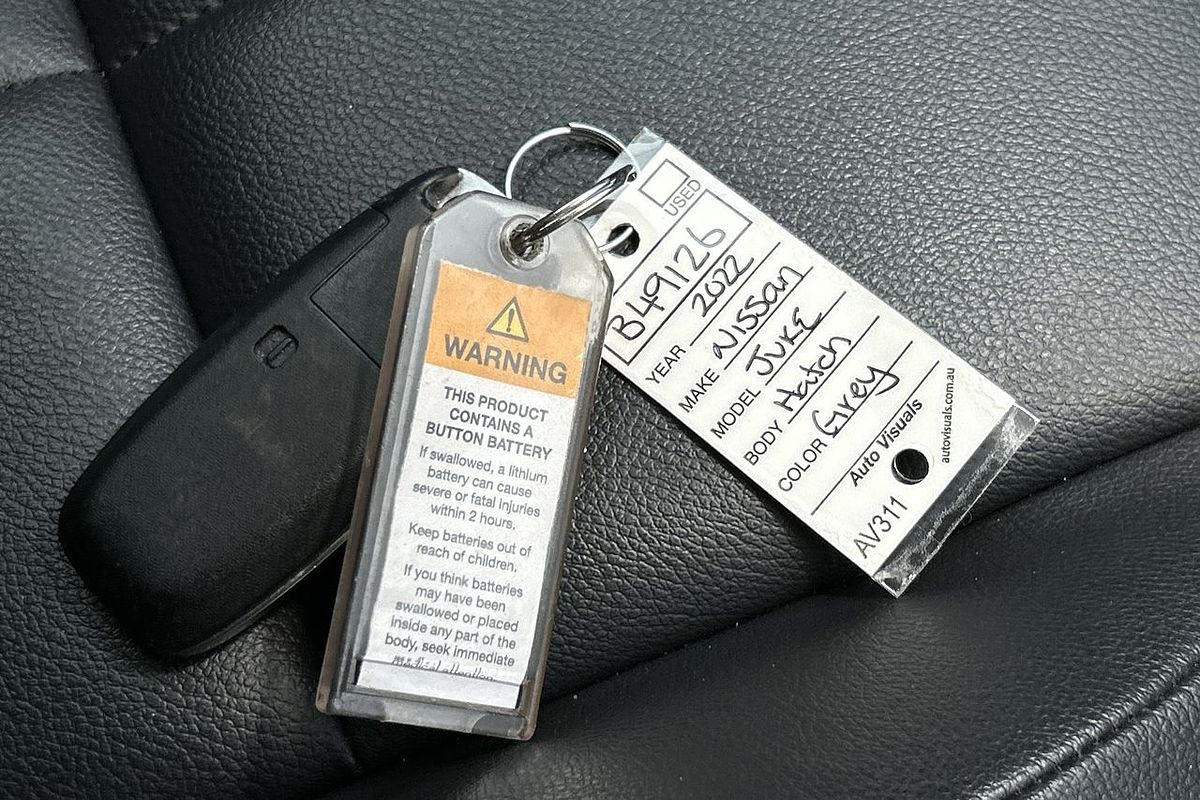 WARNING
THIS PRODUCT
CONTAINS A
BUTTON BATTERY
If swallowed, a lithium
battery can cause
severe or fatal injuries
within 2 hours.
Keep batteries out of
reach of children.
If you think batteries
may have been
swallowed or placed
inside any part of the
body, seek immediate
medical attention.
USED
B49126
YEAR 2022
MAKE Nissan
MODEL JUKE
BODY Hatch
COLOR Grey
Auto Visuals
autovisuals.com.au
AV311